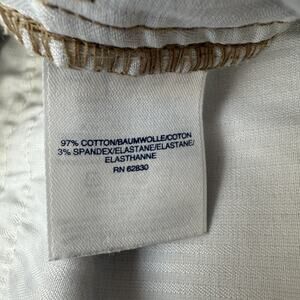 97% COTTON/BAUMWOLLE/COTON
3% SPANDEX/ELASTANE/ELASTANE/
ELASTHANNE
RN 62830